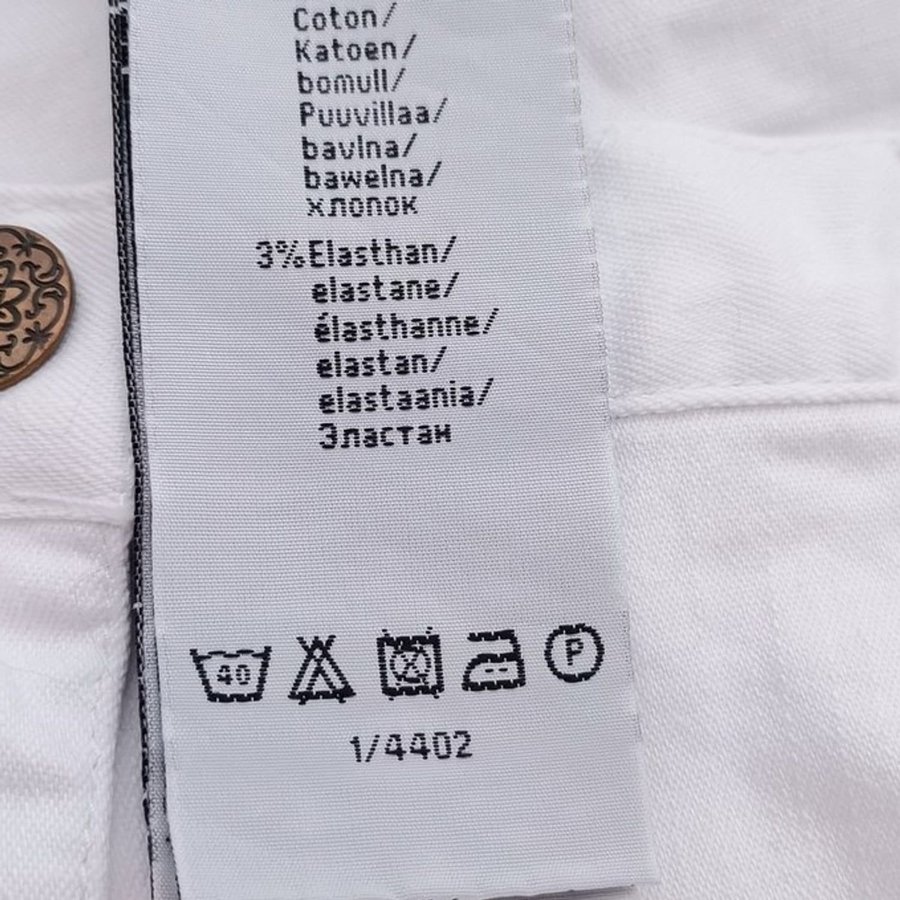 Coton/
Katoen/
bomull/
Puuvillaa/
bavlna/
bawelna/
хлопок
3%Elasthan/
elastane/
élasthanne/
elastan/
elastaania/
Эластан
40
P
1/4402